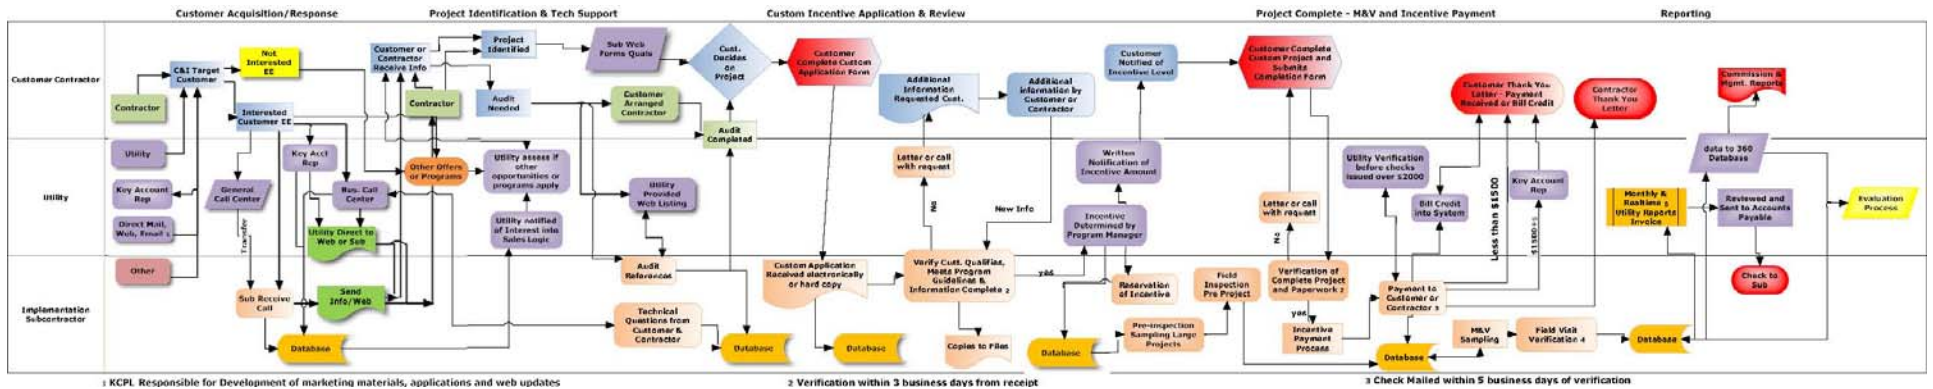 Customer Acquisition/Response
Project Identification & Tech Support
Custom Incentive Application & Review
Project Complete - M&V and Incentive Payment
Reporting
Customer Contractor
Contractor
C&I Target
Customer
Not
Interested
EE
Interested
Customer EE
Customer or
Contractor
Receive Info
Contractor
Project
Identified
Audit
Needed
Sub Web
Forms Quals
Customer
Arranged
Contractor
Cust.
Decides
on
Project
Audit
Completed
Customer
Complete Custom
Application Form
Additional
Information
Requested Cust.
Additional
information by
Customer or
Contractor
Customer
Notified of
Incentive Level
Customer Complete
Custom Project and
Submits
Completion Form
Customer Thank You
Letter - Payment
Received or Bill Credit
Contractor
Thank You
Letter
Commission &
Mgmt. Reports
Utility
Utility
Key Account
Rep
Direct Mail,
Web, Email 1
General
Call Center
Transfer
Key Acct
Rep
Bus. Call
Center
Utility Direct to
Web or Sub
Other Offers
or Programs
Utility assess if
other
opportunities or
programs apply
Utility notified
of Interest into
Sales Logic
Utility
Provided
Web Listing
Letter or call
with request
No
New Info
Written
Notification of
Incentive Amount
Incentive
Determined by
Program Manager
Letter or call
with request
No
Utility Verification
before checks
issued over $2000
Bill Credit
into System
Less than $1500
Key Account
Rep
$1500+
data to 360
Database
Monthly &
Realtime 5
Utility Reports
Invoice
Reviewed and
Sent to Accounts
Payable
Evaluation
Process
Implementation
Subcontractor
Other
Sub Receive
Call
Send
Info/Web
Database
Audit
References
Technical
Questions from
Customer &
Contractor
Database
Custom Application
Received electronically
or hard copy
Database
Verify Cust. Qualifies,
Meets Program
Guidelines &
Information Complete 2
yes
Copies to Files
Reservation
of Incentive
Database
Pre-inspection
Sampling Large
Projects
Field
Inspection
Pre Project
Verification of
Complete Project
and Paperwork 2
yes
Incentive
Payment
Process
Payment to
Customer or
Contractor 3
Database
M&V
Sampling
Field Visit
Verification 4
Database
Check to
Sub
1 KCPL Responsible for Development of marketing materials, applications and web updates
2 Verification within 3 business days from receipt
3 Check Mailed within 5 business days of verification